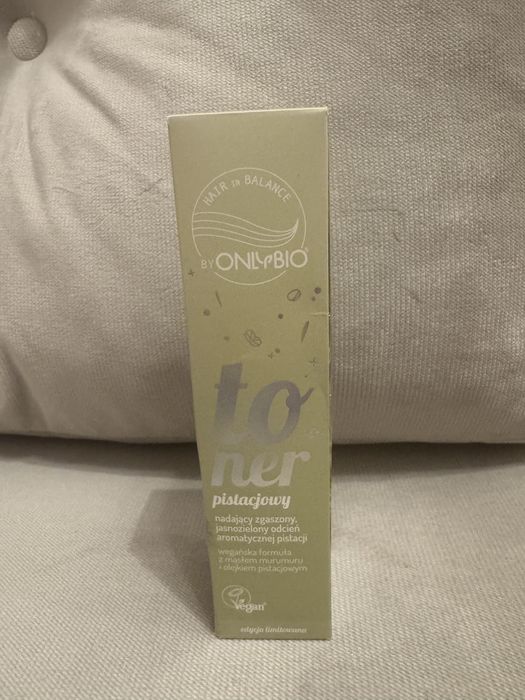 HAIR in BALANCE
BY ONLYBIO
to
ner
pistacjowy
nadający zgaszony,
jasnozielony odcień
aromatycznej pistacji
wegańska formuła
z masłem murumuru
i olejkiem pistacjowym
vegan
edycja limitowana